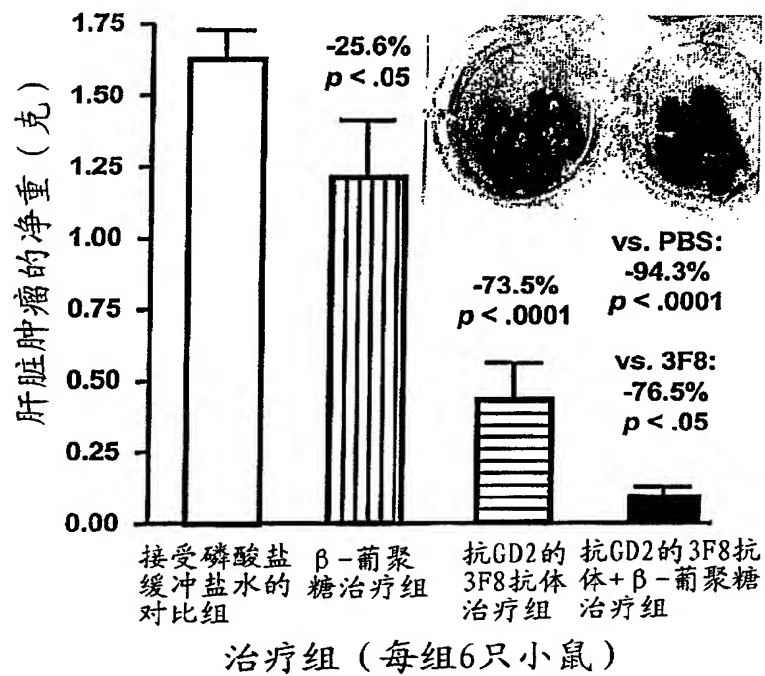 肝脏肿瘤的净重（克）
1.75
1.50
1.25
1.00
0.75
0.50
0.25
0.00
-25.6%
p < .05
-73.5%
p < .0001
vs. PBS:
-94.3%
p < .0001
vs. 3F8:
-76.5%
p < .05
接受磷酸盐
缓冲盐水的
对比组
β-葡聚
糖治疗组
抗GD2的
3F8抗体
治疗组
抗GD2的3F8抗
体+β-葡聚糖
治疗组
治疗组（每组6只小鼠）